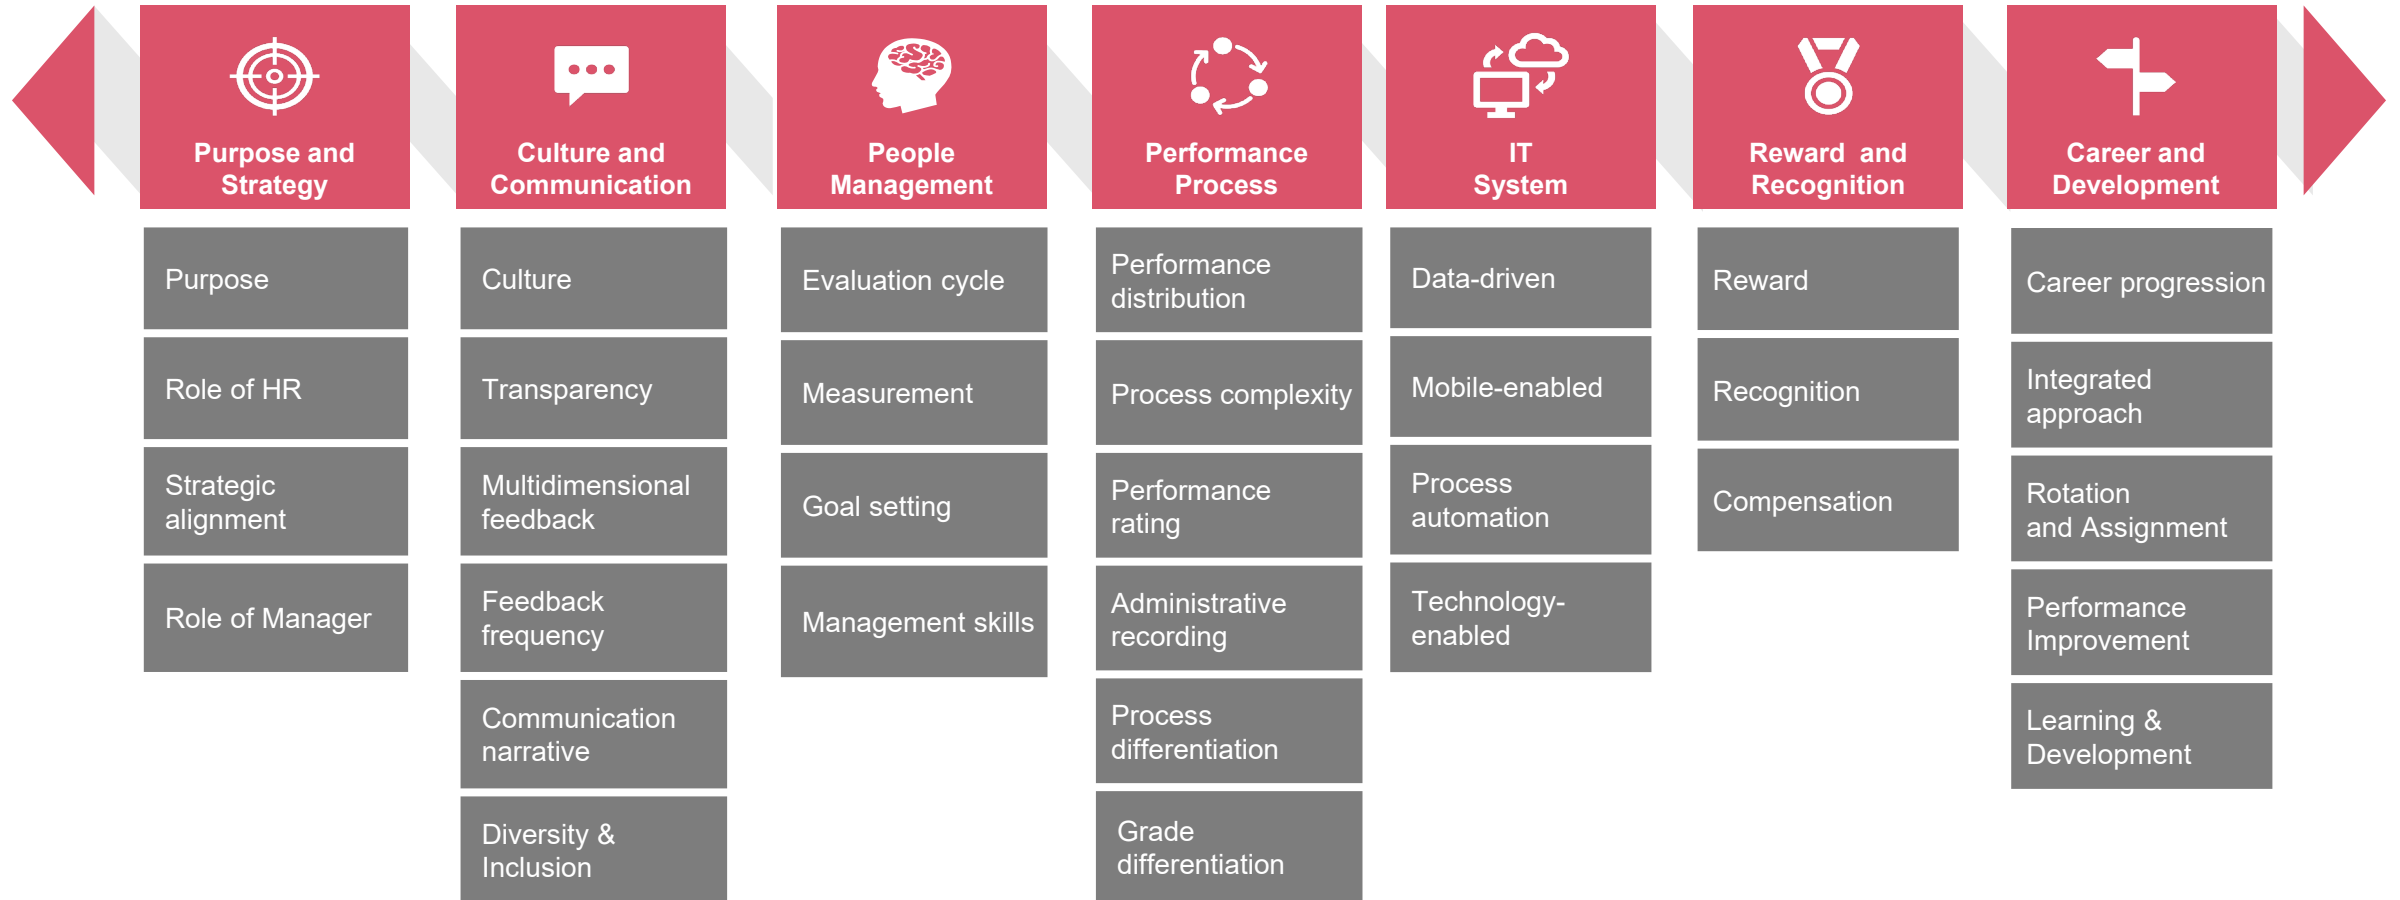 Purpose and
Strategy
Purpose
Role of HR
Strategic
alignment
Role of Manager
Culture and
Communication
Culture
Transparency
Multidimensional
feedback
Feedback
frequency
Communication
narrative
Diversity &
Inclusion
People
Management
Evaluation cycle
Measurement
Goal setting
Management skills
Performance
Process
Performance
distribution
Process complexity
Performance
rating
Administrative
recording
Process
differentiation
Grade
differentiation
IT
System
Data-driven
Mobile-enabled
Process
automation
Technology-
enabled
Reward and
Recognition
Reward
Recognition
Compensation
Career and
Development
Career progression
Integrated
approach
Rotation
and Assignment
Performance
Improvement
Learning &
Development